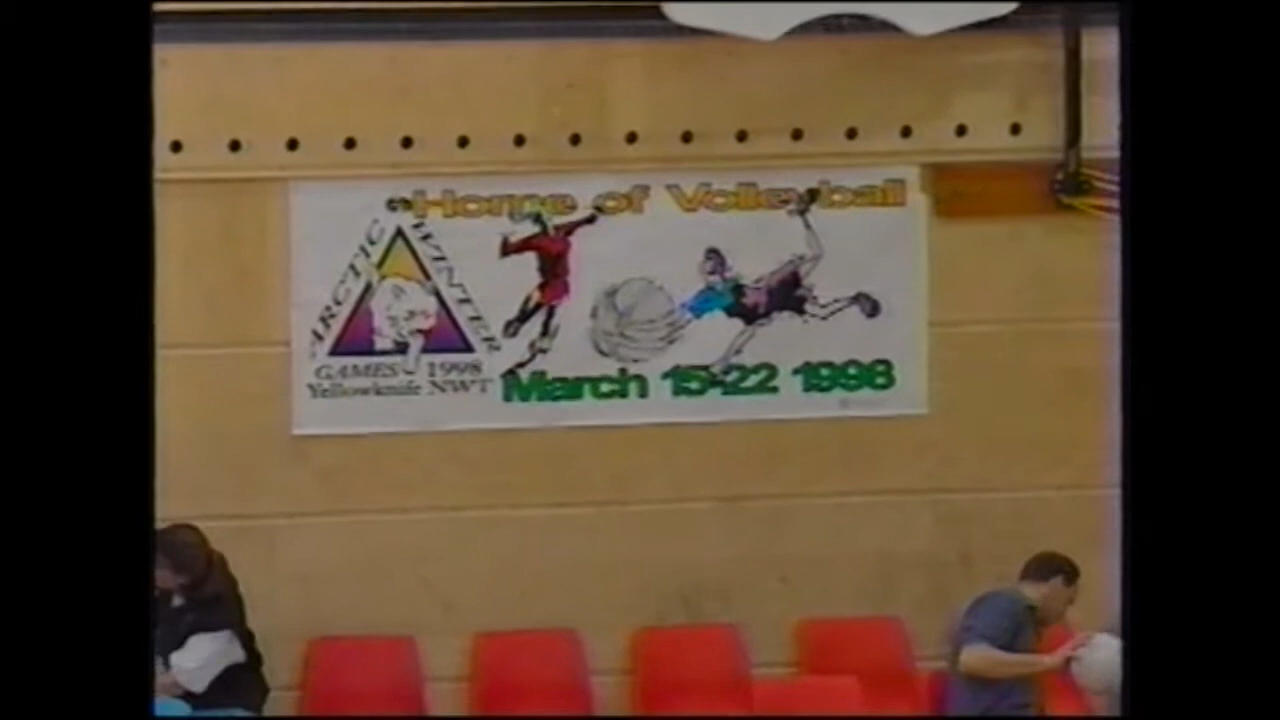 Home of Volleyball
ARCTIC WINTER
GAMES 1998
Yellowknife NWT
March 15-22 1998